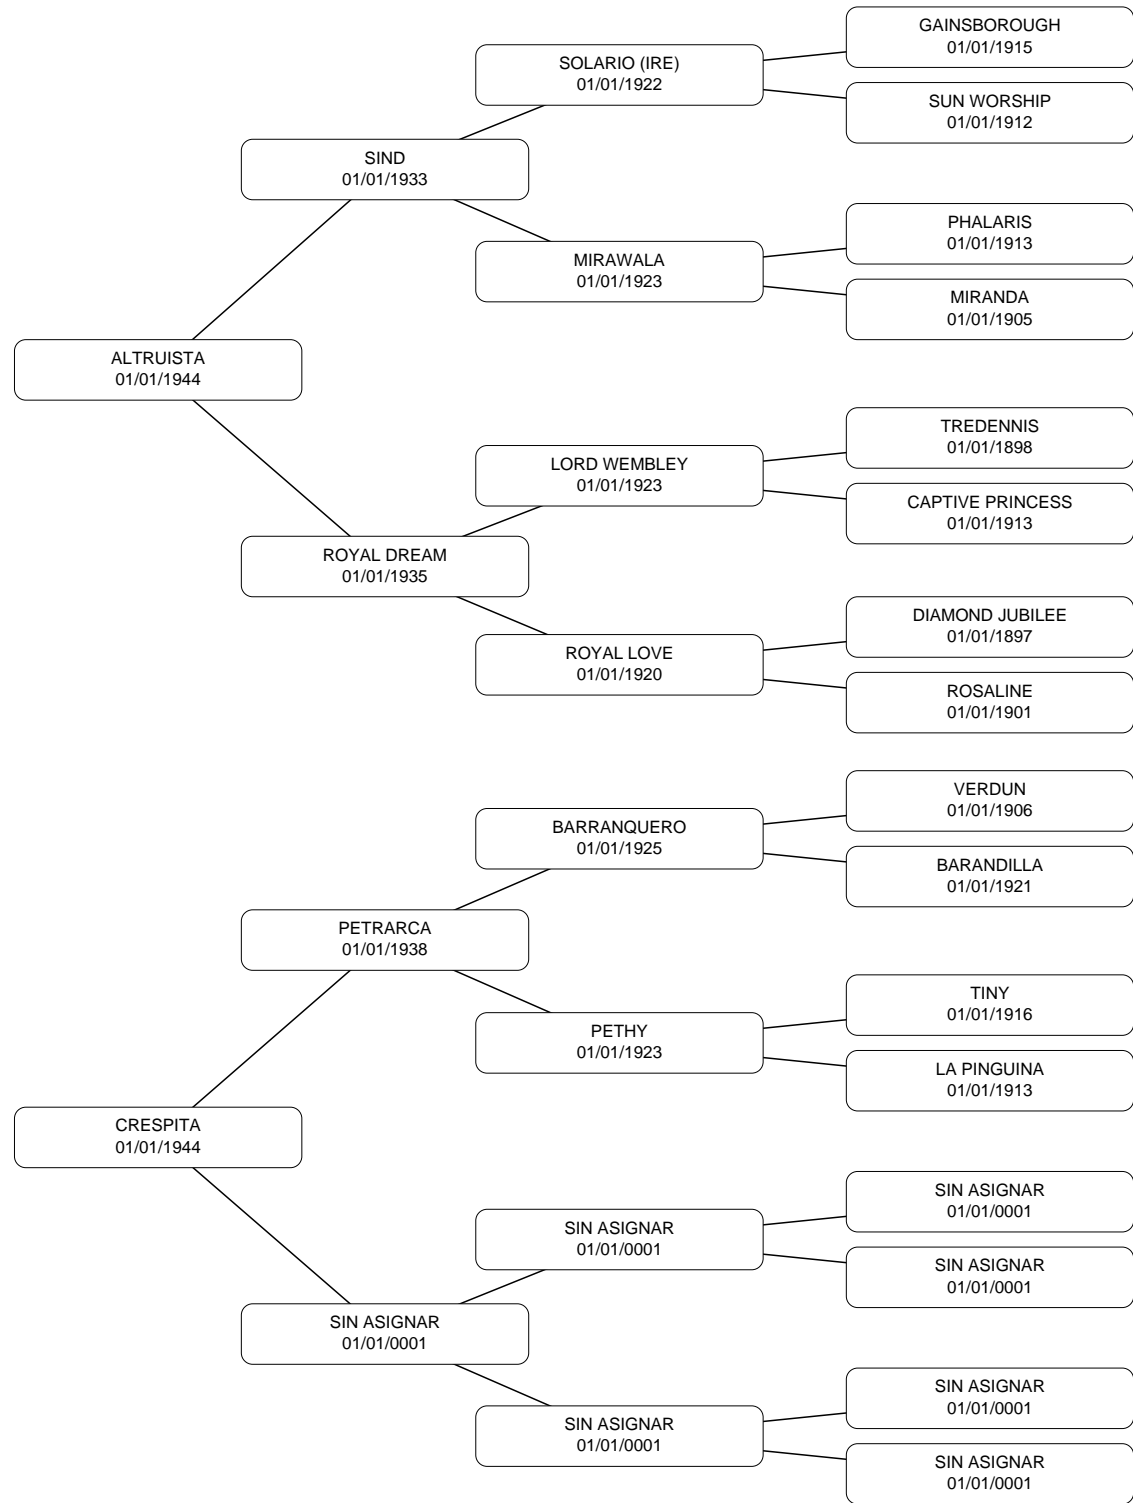 GAINSBOROUGH
01/01/1915
SOLARIO (IRE)
01/01/1922
SUN WORSHIP
01/01/1912
SIND
01/01/1933
PHALARIS
01/01/1913
MIRAWALA
01/01/1923
MIRANDA
01/01/1905
ALTRUISTA
01/01/1944
TREDENNIS
01/01/1898
LORD WEMBLEY
01/01/1923
CAPTIVE PRINCESS
01/01/1913
ROYAL DREAM
01/01/1935
DIAMOND JUBILEE
01/01/1897
ROYAL LOVE
01/01/1920
ROSALINE
01/01/1901
VERDUN
01/01/1906
BARRANQUERO
01/01/1925
BARANDILLA
01/01/1921
PETRARCA
01/01/1938
TINY
01/01/1916
PETHY
01/01/1923
LA PINGUINA
01/01/1913
CRESPITA
01/01/1944
SIN ASIGNAR
01/01/0001
SIN ASIGNAR
01/01/0001
SIN ASIGNAR
01/01/0001
SIN ASIGNAR
01/01/0001
SIN ASIGNAR
01/01/0001
SIN ASIGNAR
01/01/0001
SIN ASIGNAR
01/01/0001